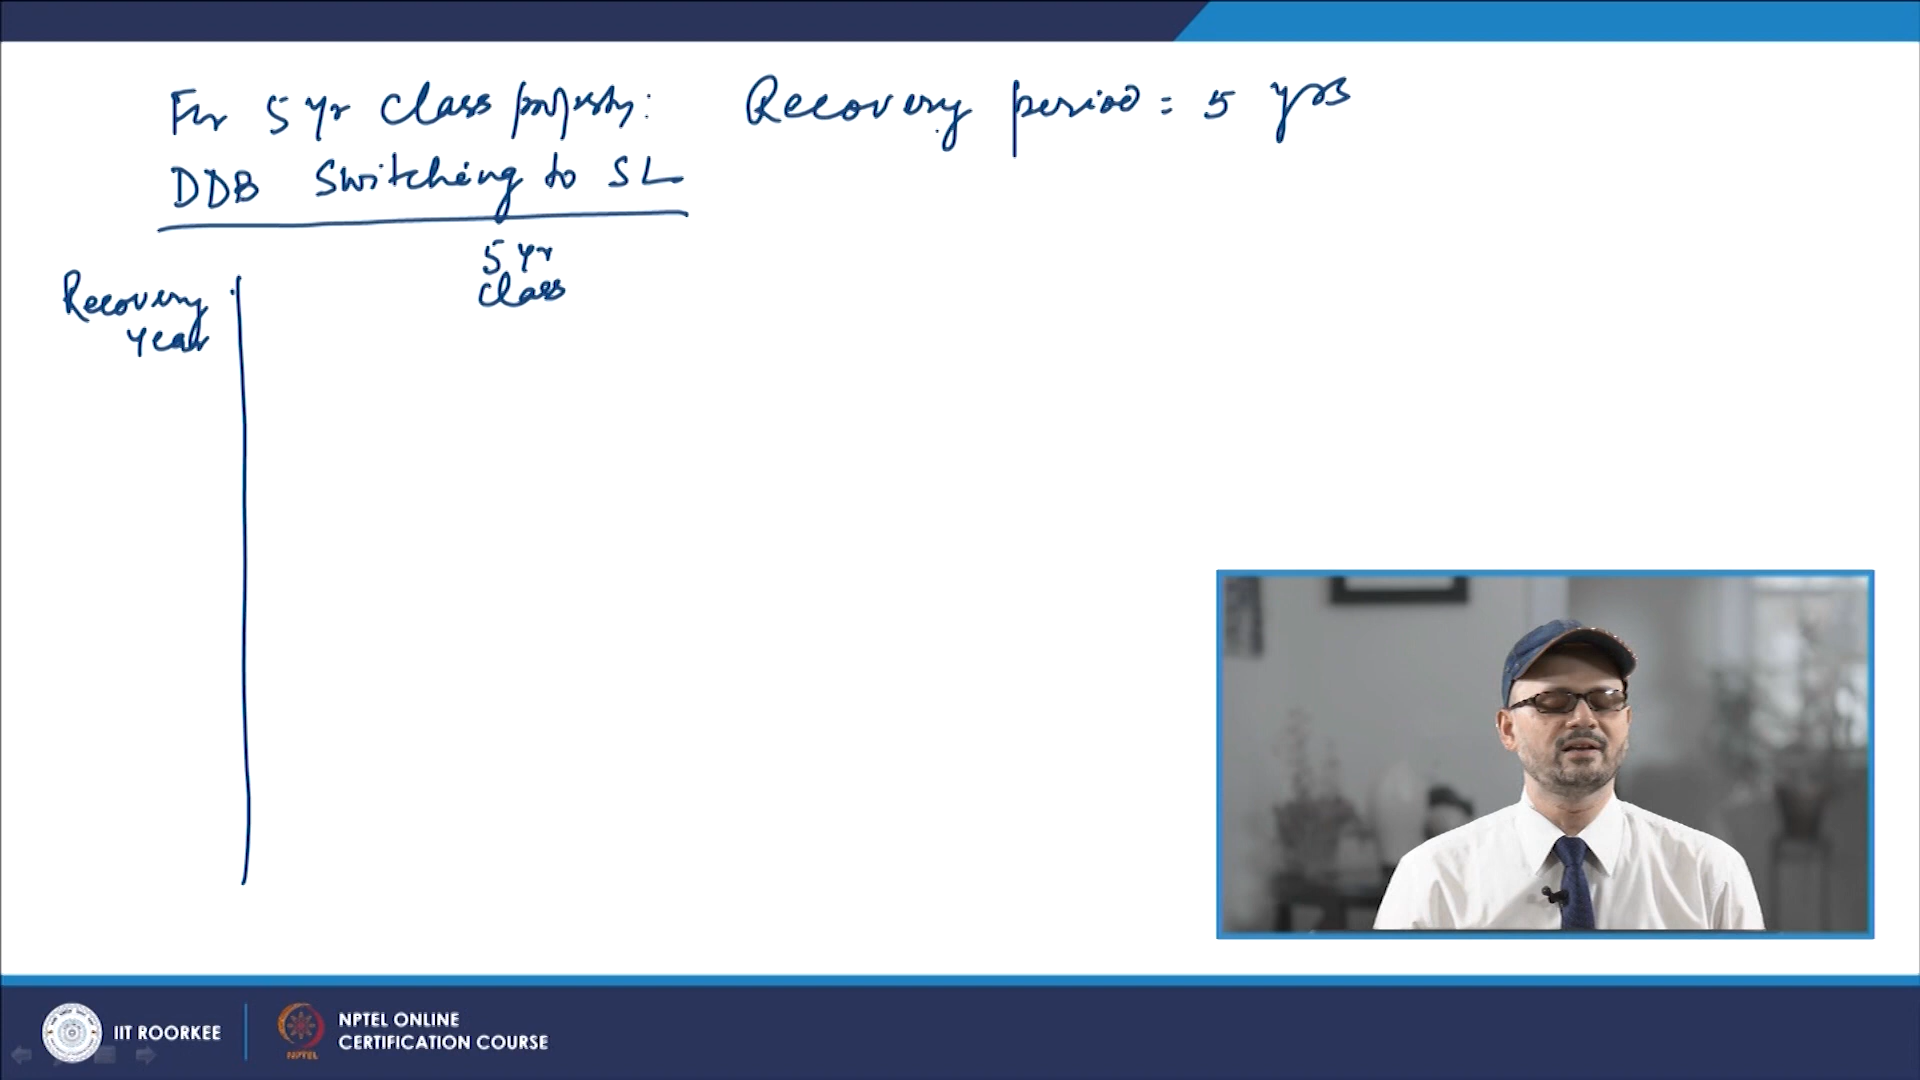 For 5 Yr Class property: Recovery period = 5 yrs
DDB Switching to SL
5 Yr
Class
Recovery
Year
IIT ROORKEE
NPTEL
NPTEL ONLINE
CERTIFICATION COURSE